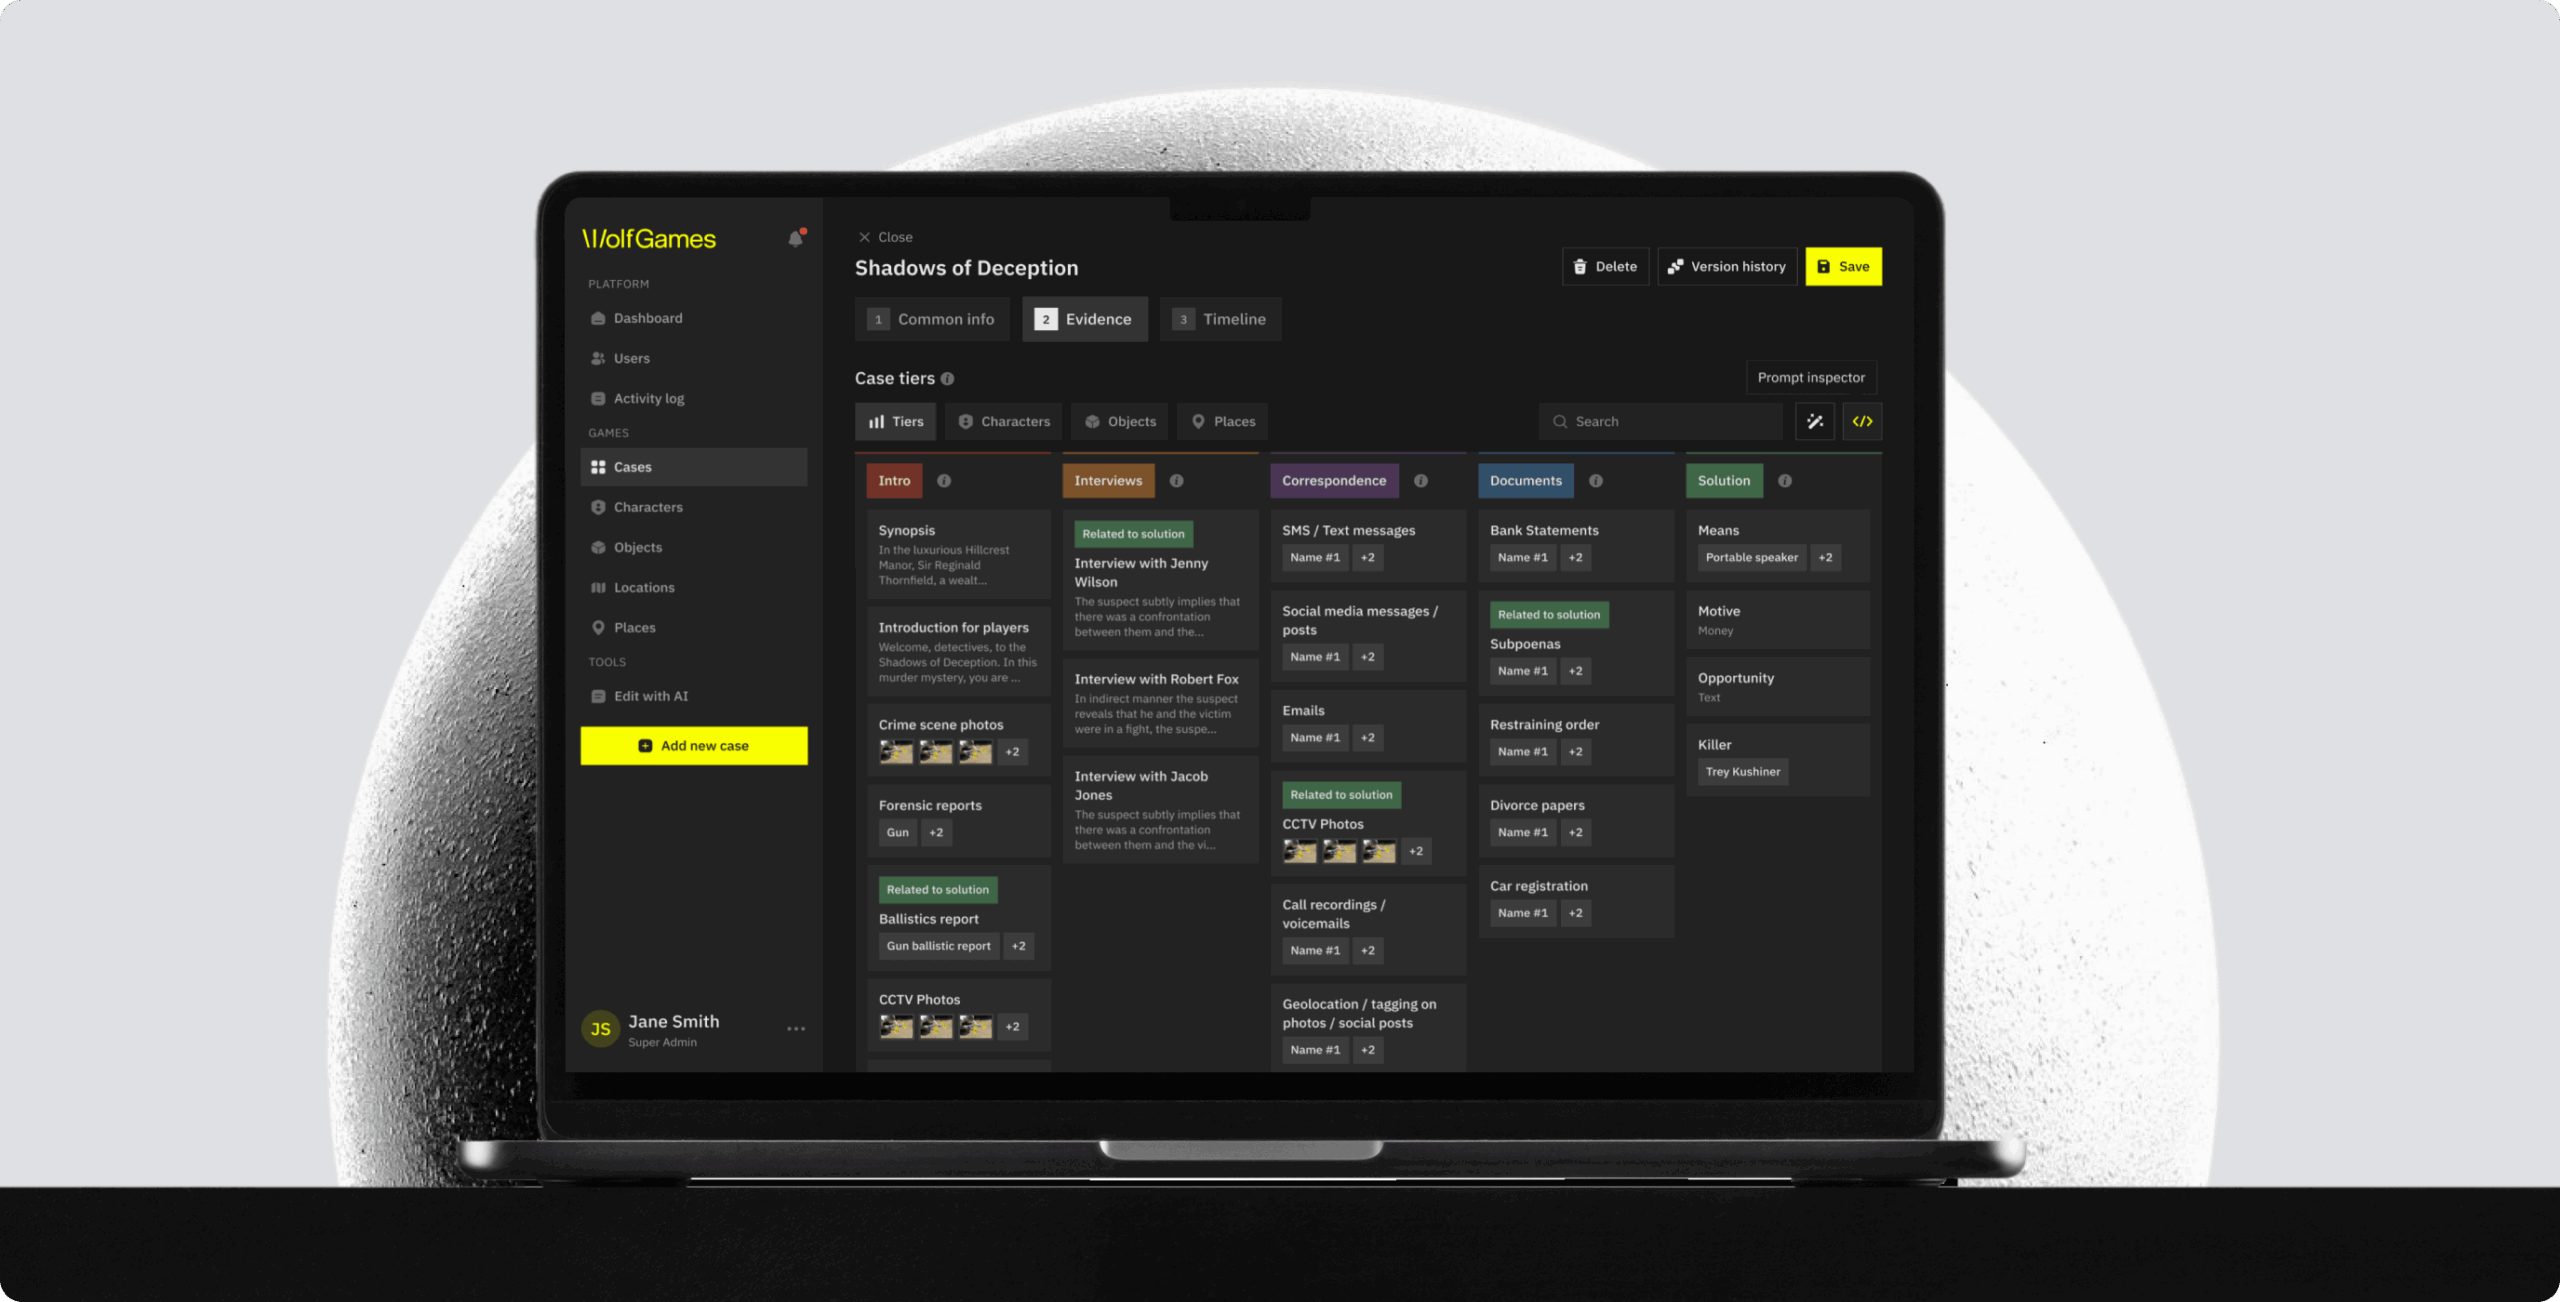 WolfGames
PLATFORM
Dashboard
Users
Activity log
GAMES
Cases
Characters
Objects
Locations
Places
TOOLS
Edit with AI
Add new case
JS
Jane Smith
Super Admin
Close
Shadows of Deception
Delete
Version history
Save
1 Common info
2 Evidence
3 Timeline
Case tiers
Prompt inspector
Tiers
Characters
Objects
Places
Search
</>
Intro
Synopsis
In the luxurious Hillcrest
Manor, Sir Reginald
Thornfield, a wealt...
Introduction for players
Welcome, detectives, to the
Shadows of Deception. In this
murder mystery, you are ...
Crime scene photos
+2
Forensic reports
Gun +2
Related to solution
Ballistics report
Gun ballistic report +2
CCTV Photos
+2
Interviews
Related to solution
Interview with Jenny
Wilson
The suspect subtly implies that
there was a confrontation
between them and the...
Interview with Robert Fox
In indirect manner the suspect
reveals that he and the victim
were in a fight, the suspe...
Interview with Jacob
Jones
The suspect subtly implies that
there was a confrontation
between them and the vi...
Correspondence
SMS / Text messages
Name #1 +2
Social media messages /
posts
Name #1 +2
Emails
Name #1 +2
Related to solution
CCTV Photos
+2
Call recordings /
voicemails
Name #1 +2
Geolocation / tagging on
photos / social posts
Name #1 +2
Documents
Bank Statements
Name #1 +2
Related to solution
Subpoenas
Name #1 +2
Restraining order
Name #1 +2
Divorce papers
Name #1 +2
Car registration
Name #1 +2
Solution
Means
Portable speaker +2
Motive
Money
Opportunity
Text
Killer
Trey Kushiner